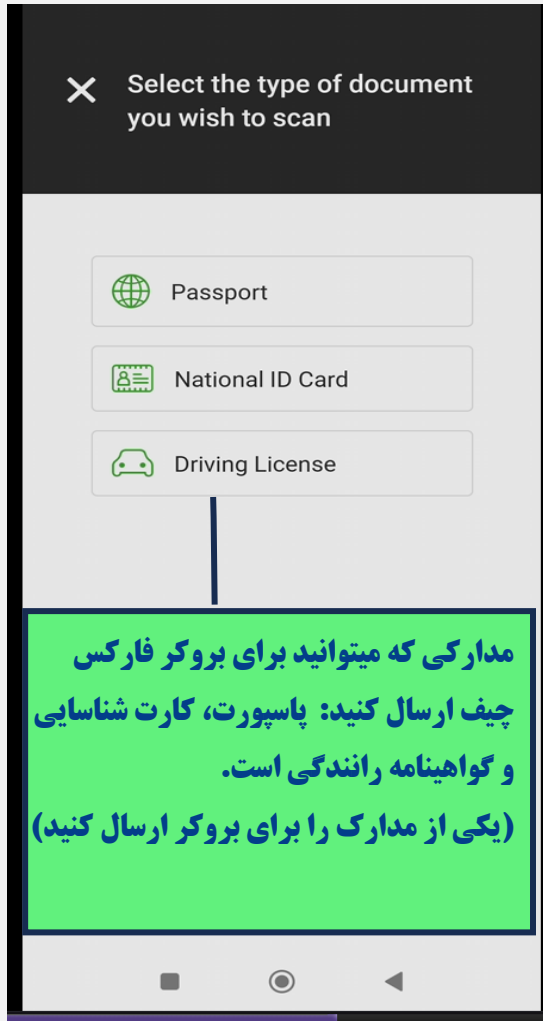 Select the type of document
you wish to scan
Passport
National ID Card
Driving License
مدارکی که میتوانید برای بروکر فارکس
چیف ارسال کنید: پاسپورت، کارت شناسایی
و گواهینامه رانندگی است.
(یکی از مدارک را برای بروکر ارسال کنید)